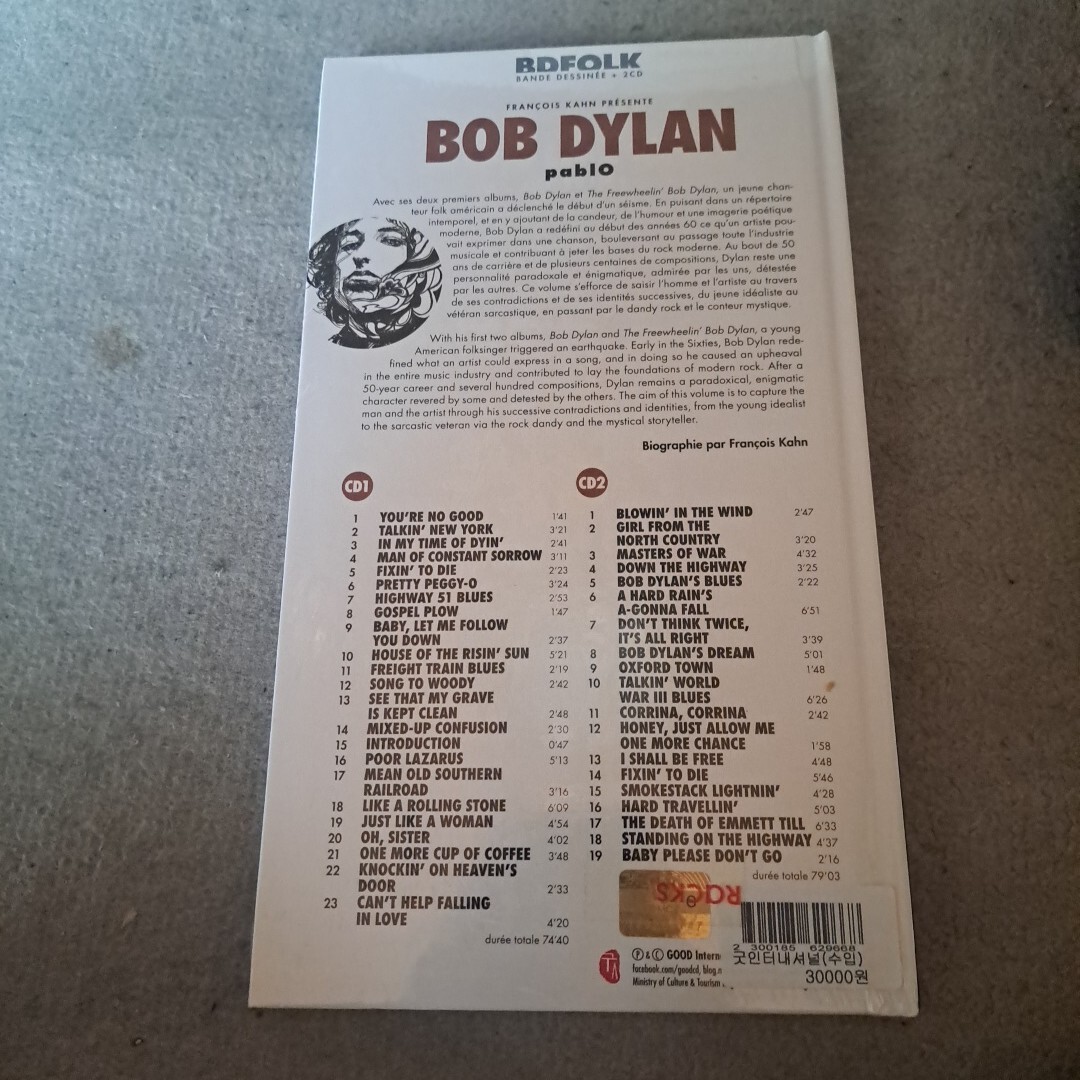 BDFOLK
BANDE DESSINÉE + 2CD
FRANÇOIS KAHN PRÉSENTE
BOB DYLAN
pablO
Avec ses deux premiers albums, Bob Dylan et The Freewheelin' Bob Dylan, un jeune chan-
teur folk américain a déclenché le début d'un séisme. En puisant dans un répertoire
intemporel, et en y ajoutant de la candeur, de l'humour et une imagerie poétique
moderne, Bob Dylan a redéfini au début des années 60 ce qu'un artiste pou-
vait exprimer dans une chanson, bouleversant au passage toute l'industrie
musicale et contribuant à jeter les bases du rock moderne. Au bout de 50
ans de carrière et de plusieurs centaines de compositions, Dylan reste une
personnalité paradoxale et énigmatique, admirée par les uns, détestée
par les autres. Ce volume s'efforce de saisir l'homme et l'artiste au travers
de ses contradictions et de ses identités successives, du jeune idéaliste au
vétéran sarcastique, en passant par le dandy rock et le conteur mystique.
With his first two albums, Bob Dylan and The Freewheelin' Bob Dylan, a young
American folksinger triggered an earthquake. Early in the Sixties, Bob Dylan rede-
fined what an artist could express in a song, and in doing so he caused an upheaval
in the entire music industry and contributed to lay the foundations of modern rock. After a
50-year career and several hundred compositions, Dylan remains a paradoxical, enigmatic
character revered by some and detested by the others. The aim of this volume is to capture the
man and the artist through his successive contradictions and identities, from the young idealist
to the sarcastic veteran via the rock dandy and the mystical storyteller.
Biographie par François Kahn
CD1
1 YOU'RE NO GOOD 1'41
2 TALKIN' NEW YORK 3'21
3 IN MY TIME OF DYIN' 2'41
4 MAN OF CONSTANT SORROW 3'11
5 FIXIN' TO DIE 2'23
6 PRETTY PEGGY-O 3'24
7 HIGHWAY 51 BLUES 2'53
8 GOSPEL PLOW 1'47
9 BABY, LET ME FOLLOW
YOU DOWN 2'37
10 HOUSE OF THE RISIN' SUN 5'21
11 FREIGHT TRAIN BLUES 2'19
12 SONG TO WOODY 2'42
13 SEE THAT MY GRAVE
IS KEPT CLEAN 2'48
14 MIXED-UP CONFUSION 2'30
15 INTRODUCTION 0'47
16 POOR LAZARUS 5'13
17 MEAN OLD SOUTHERN
RAILROAD 3'16
18 LIKE A ROLLING STONE 6'09
19 JUST LIKE A WOMAN 4'54
20 OH, SISTER 4'02
21 ONE MORE CUP OF COFFEE 3'48
22 KNOCKIN' ON HEAVEN'S
DOOR 2'33
23 CAN'T HELP FALLING
IN LOVE 4'20
durée totale 74'40
CD2
1 BLOWIN' IN THE WIND 2'47
2 GIRL FROM THE
NORTH COUNTRY 3'20
3 MASTERS OF WAR 4'32
4 DOWN THE HIGHWAY 3'25
5 BOB DYLAN'S BLUES 2'22
6 A HARD RAIN'S
A-GONNA FALL 6'51
7 DON'T THINK TWICE,
IT'S ALL RIGHT 3'39
8 BOB DYLAN'S DREAM 5'01
9 OXFORD TOWN 1'48
10 TALKIN' WORLD
WAR III BLUES 6'26
11 CORRINA, CORRINA 2'42
12 HONEY, JUST ALLOW ME
ONE MORE CHANCE 1'58
13 I SHALL BE FREE 4'48
14 FIXIN' TO DIE 5'46
15 SMOKESTACK LIGHTNIN' 4'28
16 HARD TRAVELLIN' 5'03
17 THE DEATH OF EMMETT TILL 6'33
18 STANDING ON THE HIGHWAY 4'37
19 BABY PLEASE DON'T GO 2'16
durée totale 79'03
RACKS
2 300185 629668
굿인터내셔널(수입)
30000원
Ⓟ & Ⓒ GOOD Intern
facebook.com/goodcd, blog.n
Ministry of Culture & Tourism